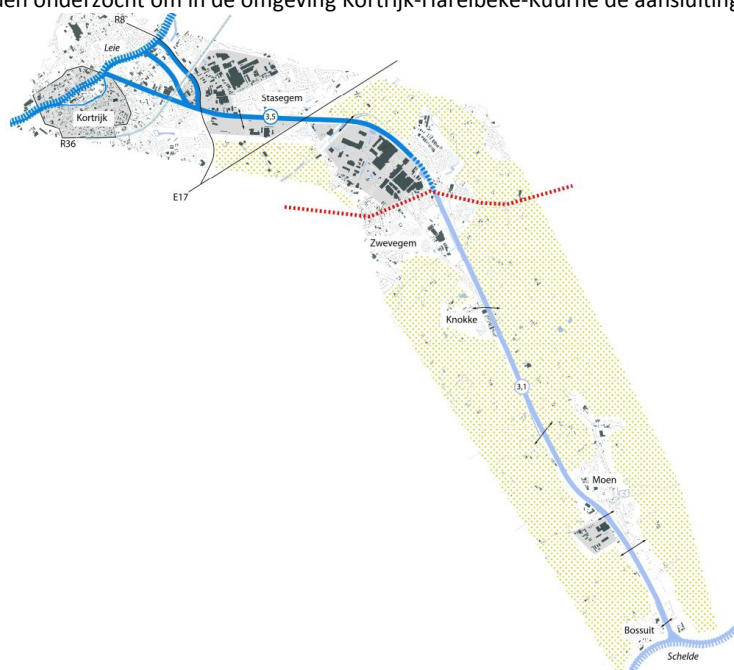 den onderzocht om in de omgeving Kortrijk-Harelbeke-Kuurne de aansluiting
R8
Leie
Stasegem
3,5
Kortrijk
R36
E17
Zwevegem
Knokke
3,1
Moen
Bossuit
Schelde